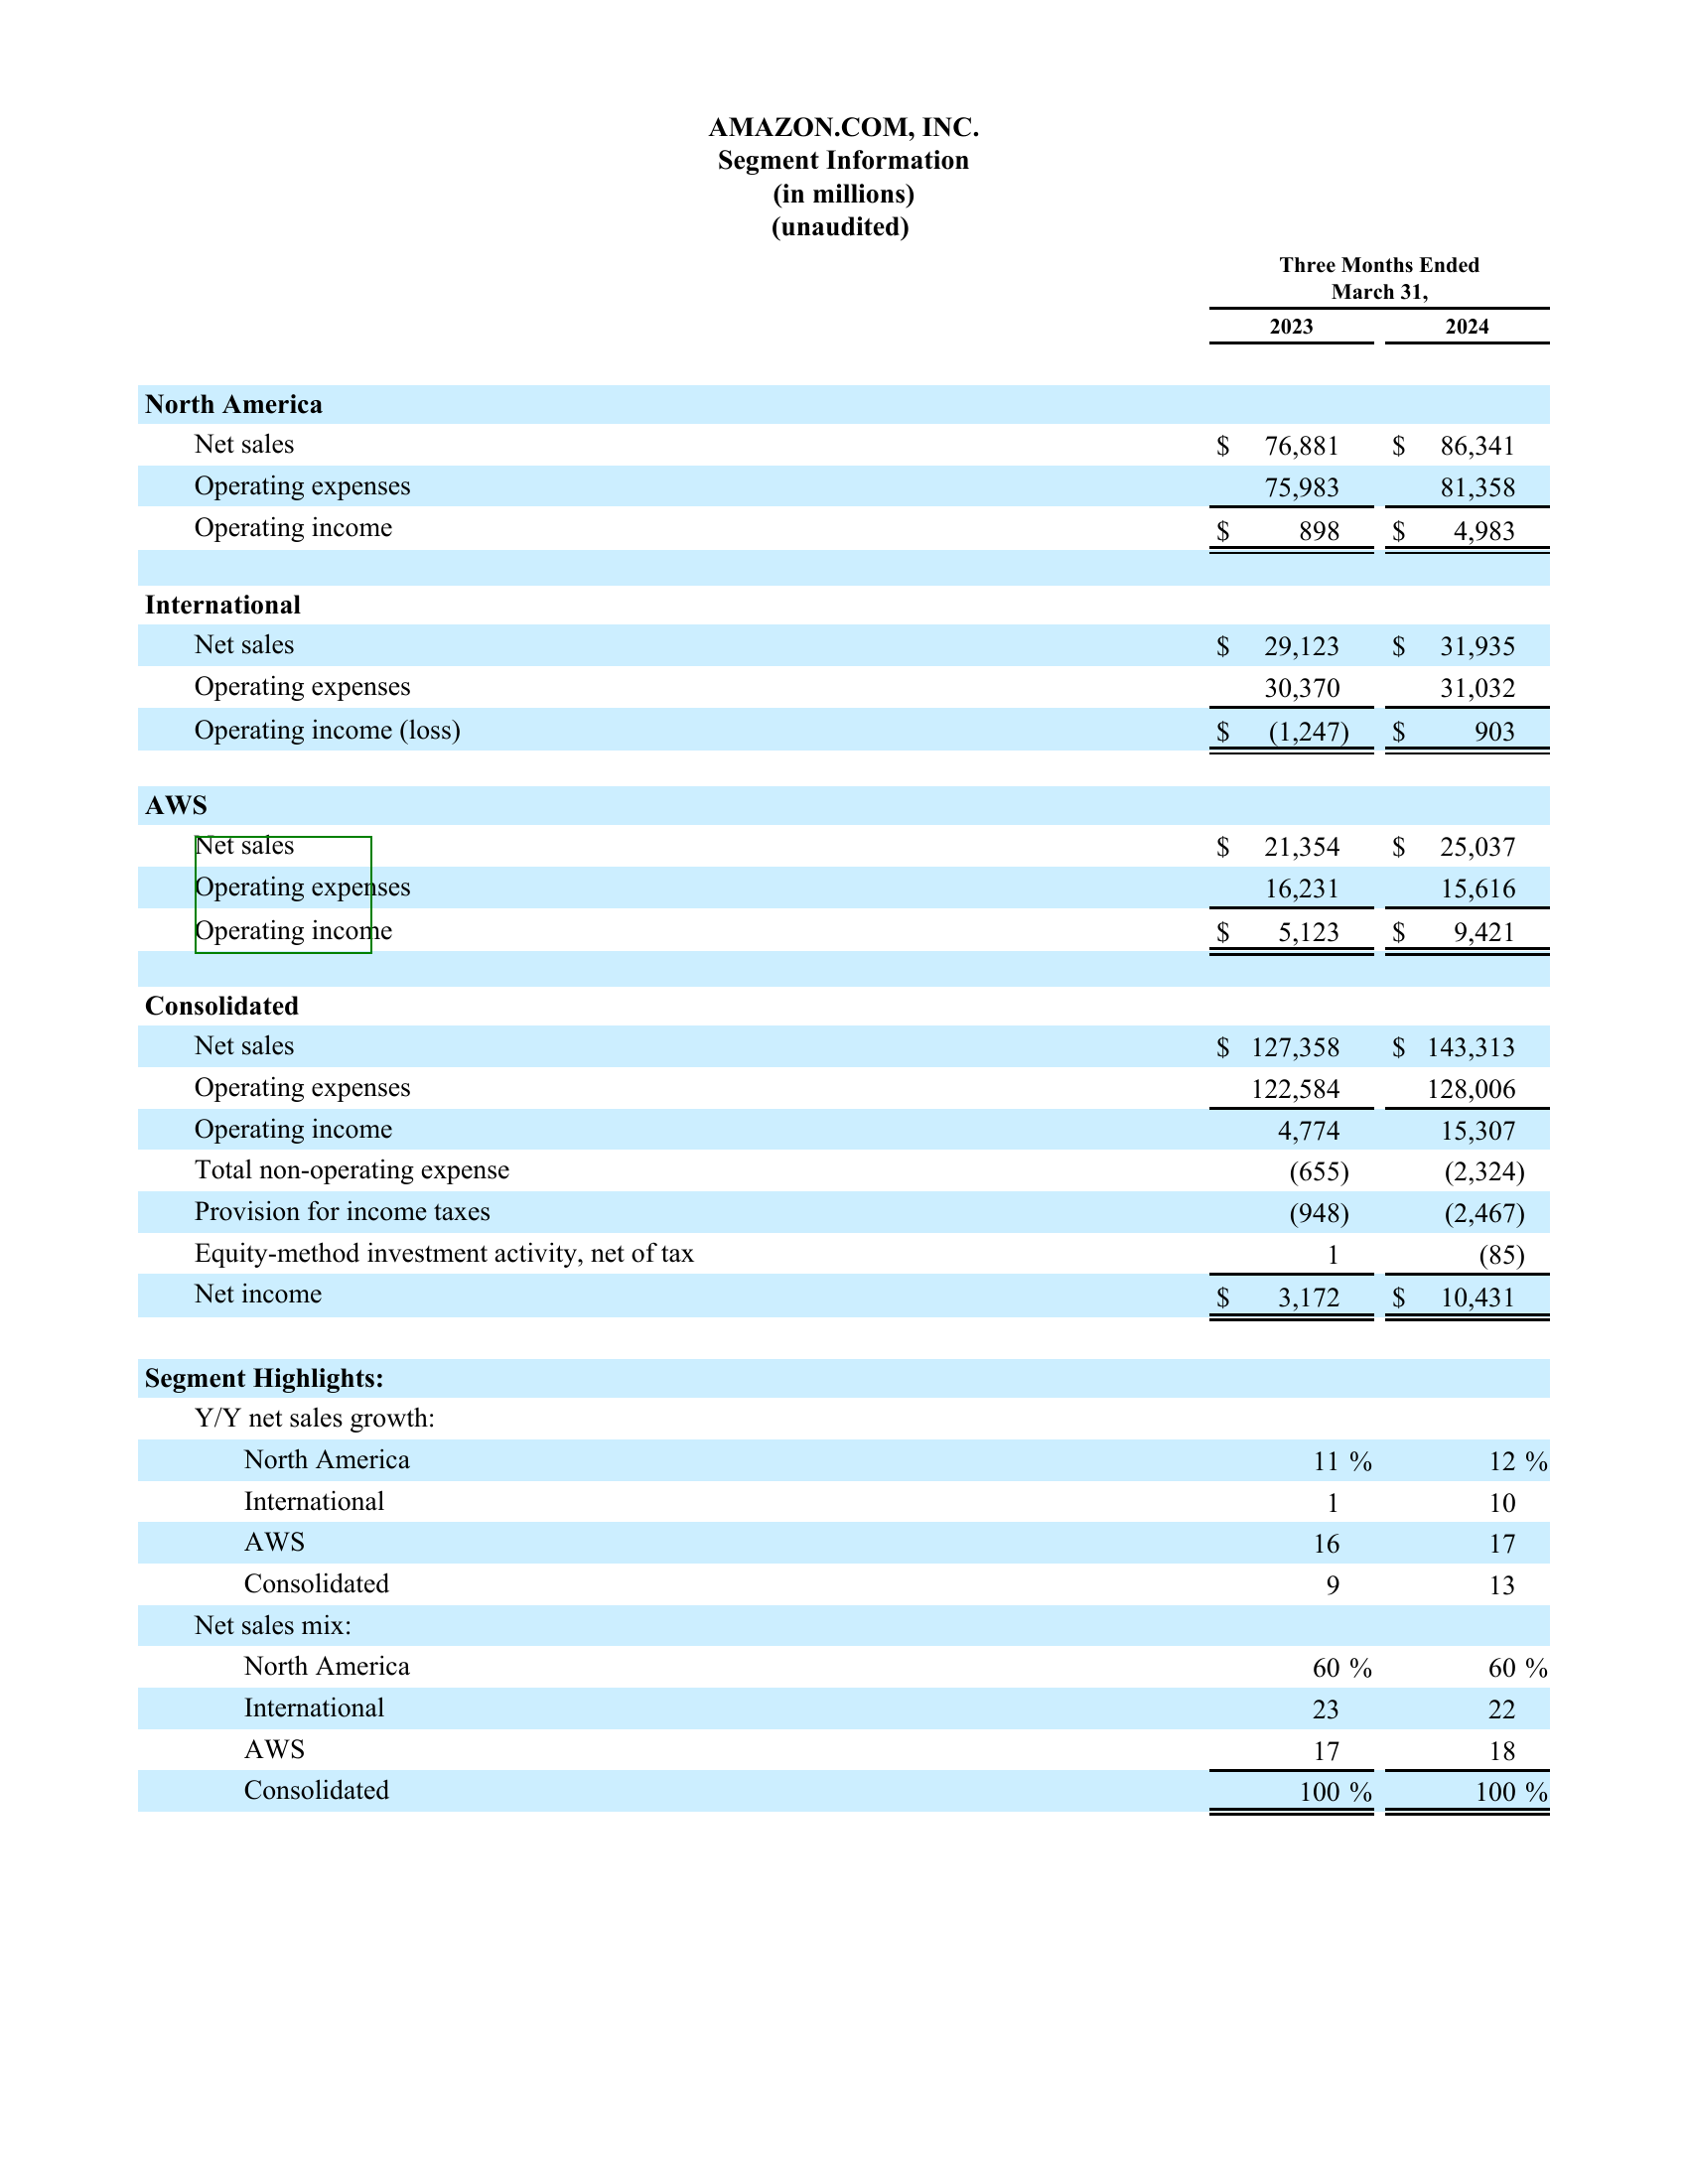 AMAZON.COM, INC.
Segment Information
(in millions)
(unaudited)
Three Months Ended
March 31,
2023 2024
North America
Net sales $ 76,881 $ 86,341
Operating expenses 75,983 81,358
Operating income $ 898 $ 4,983
International
Net sales $ 29,123 $ 31,935
Operating expenses 30,370 31,032
Operating income (loss) $ (1,247) $ 903
AWS
Net sales $ 21,354 $ 25,037
Operating expenses 16,231 15,616
Operating income $ 5,123 $ 9,421
Consolidated
Net sales $ 127,358 $ 143,313
Operating expenses 122,584 128,006
Operating income 4,774 15,307
Total non-operating expense (655) (2,324)
Provision for income taxes (948) (2,467)
Equity-method investment activity, net of tax 1 (85)
Net income $ 3,172 $ 10,431
Segment Highlights:
Y/Y net sales growth:
North America 11 % 12 %
International 1 10
AWS 16 17
Consolidated 9 13
Net sales mix:
North America 60 % 60 %
International 23 22
AWS 17 18
Consolidated 100 % 100 %